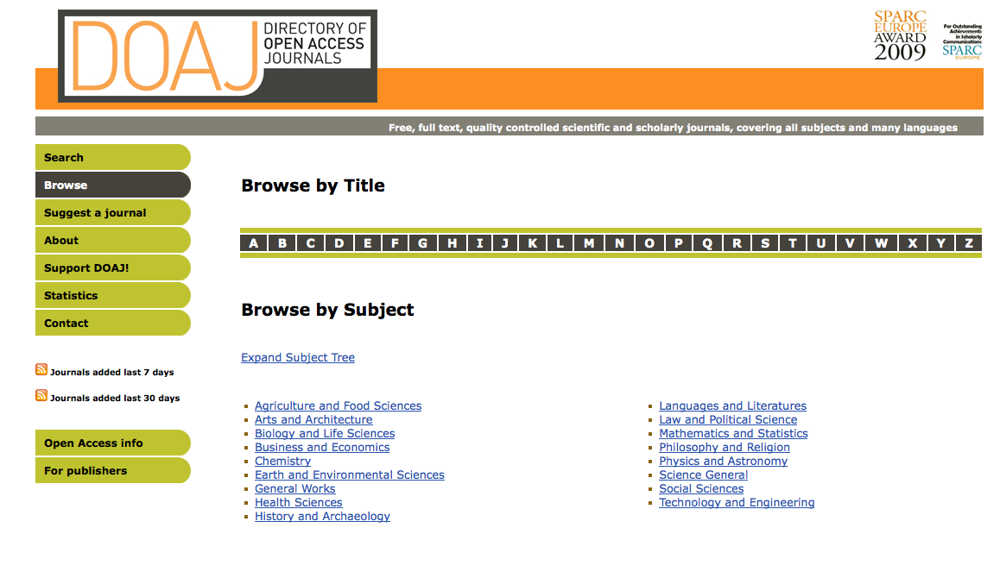 DOAJ
DIRECTORY OF
OPEN ACCESS
JOURNALS
SPARC
EUROPE
AWARD
2009
For Outstanding
Achievements
in Scholarly
Communications
SPARC
EUROPE
Free, full text, quality controlled scientific and scholarly journals, covering all subjects and many languages
Search
Browse
Suggest a journal
About
Support DOAJ!
Statistics
Contact
Journals added last 7 days
Journals added last 30 days
Open Access info
For publishers
Browse by Title
A B C D E F G H I J K L M N O P Q R S T U V W X Y Z
Browse by Subject
Expand Subject Tree
Agriculture and Food Sciences
Arts and Architecture
Biology and Life Sciences
Business and Economics
Chemistry
Earth and Environmental Sciences
General Works
Health Sciences
History and Archaeology
Languages and Literatures
Law and Political Science
Mathematics and Statistics
Philosophy and Religion
Physics and Astronomy
Science General
Social Sciences
Technology and Engineering